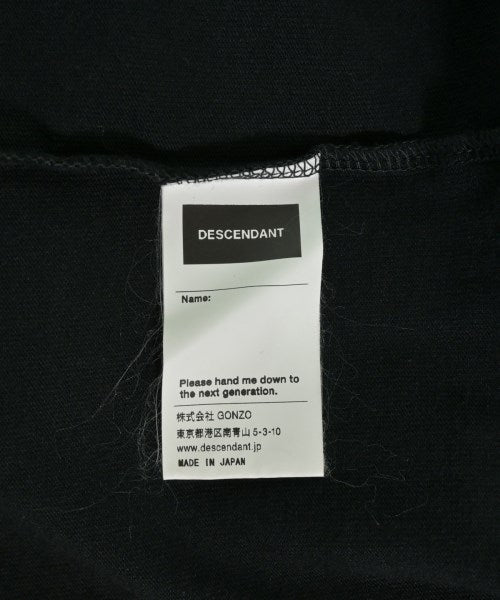 DESCENDANT
Name:
Please hand me down to
the next generation.
株式会社 GONZO
東京都港区南青山 5-3-10
www.descendant.jp
MADE IN JAPAN